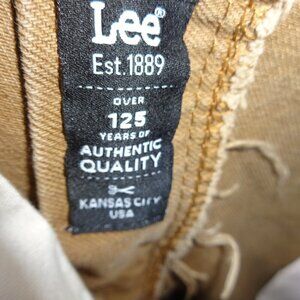 Lee
Est.1889
OVER
125
YEARS OF
AUTHENTIC
QUALITY
KANSAS CITY
USA